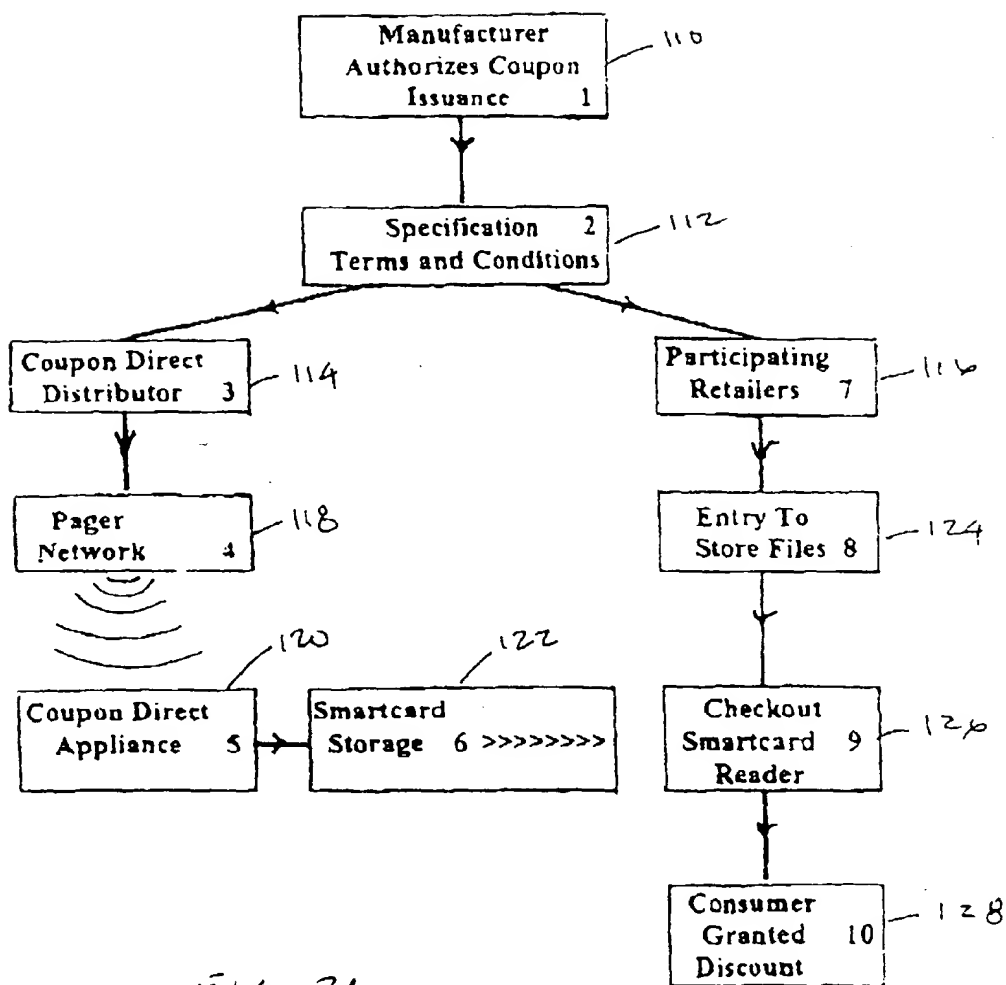 Manufacturer
Authorizes Coupon
Issuance 1
110
Specification 2
Terms and Conditions
112
Coupon Direct
Distributor 3
114
Participating
Retailers 7
116
Pager
Network 4
118
Entry To
Store Files 8
124
Coupon Direct
Appliance 5
120
Smartcard
Storage 6 >>>>>>>>
122
Checkout
Smartcard 9
Reader
126
Consumer
Granted 10
Discount
128
FIG.